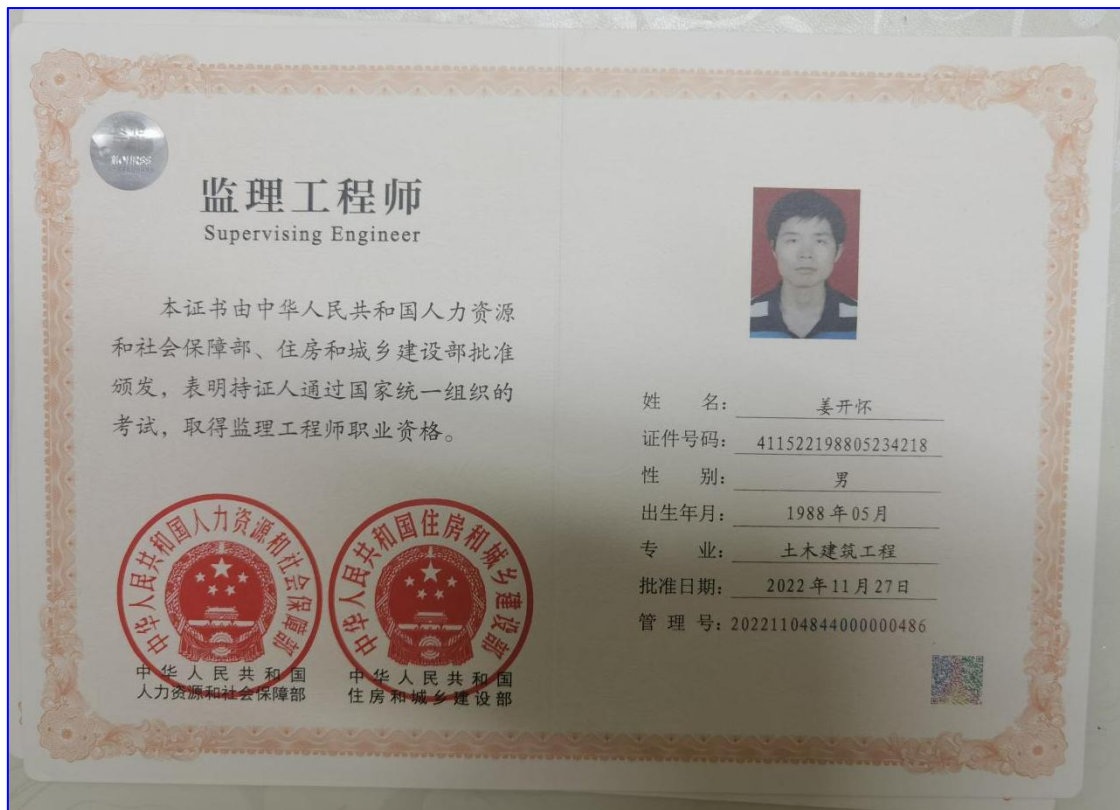 监理工程师
Supervising Engineer
本证书由中华人民共和国人力资源
和社会保障部、住房和城乡建设部批准
颁发，表明持证人通过国家统一组织的
考试，取得监理工程师职业资格。
中华人民共和国人力资源和社会保障部
中华人民共和国
人力资源和社会保障部
中华人民共和国住房和城乡建设部
中华人民共和国
住房和城乡建设部
姓 名： 姜开怀
证件号码： 411522198805234218
性 别： 男
出生年月： 1988年05月
专 业： 土木建筑工程
批准日期： 2022年11月27日
管 理 号：20221104844000000486